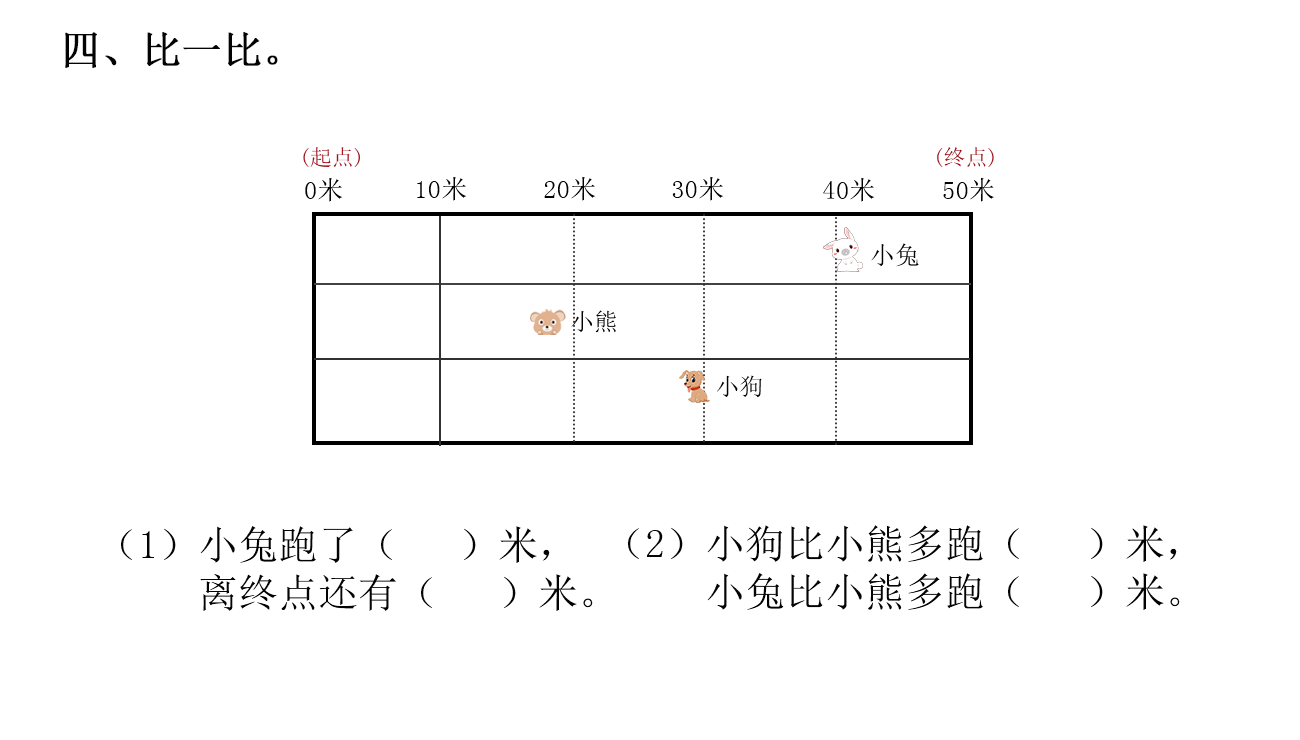 四、比一比。
(起点) (终点)
0米 10米 20米 30米 40米 50米
小兔
小熊
小狗
（1）小兔跑了（ ）米，
离终点还有（ ）米。
（2）小狗比小熊多跑（ ）米，
小兔比小熊多跑（ ）米。